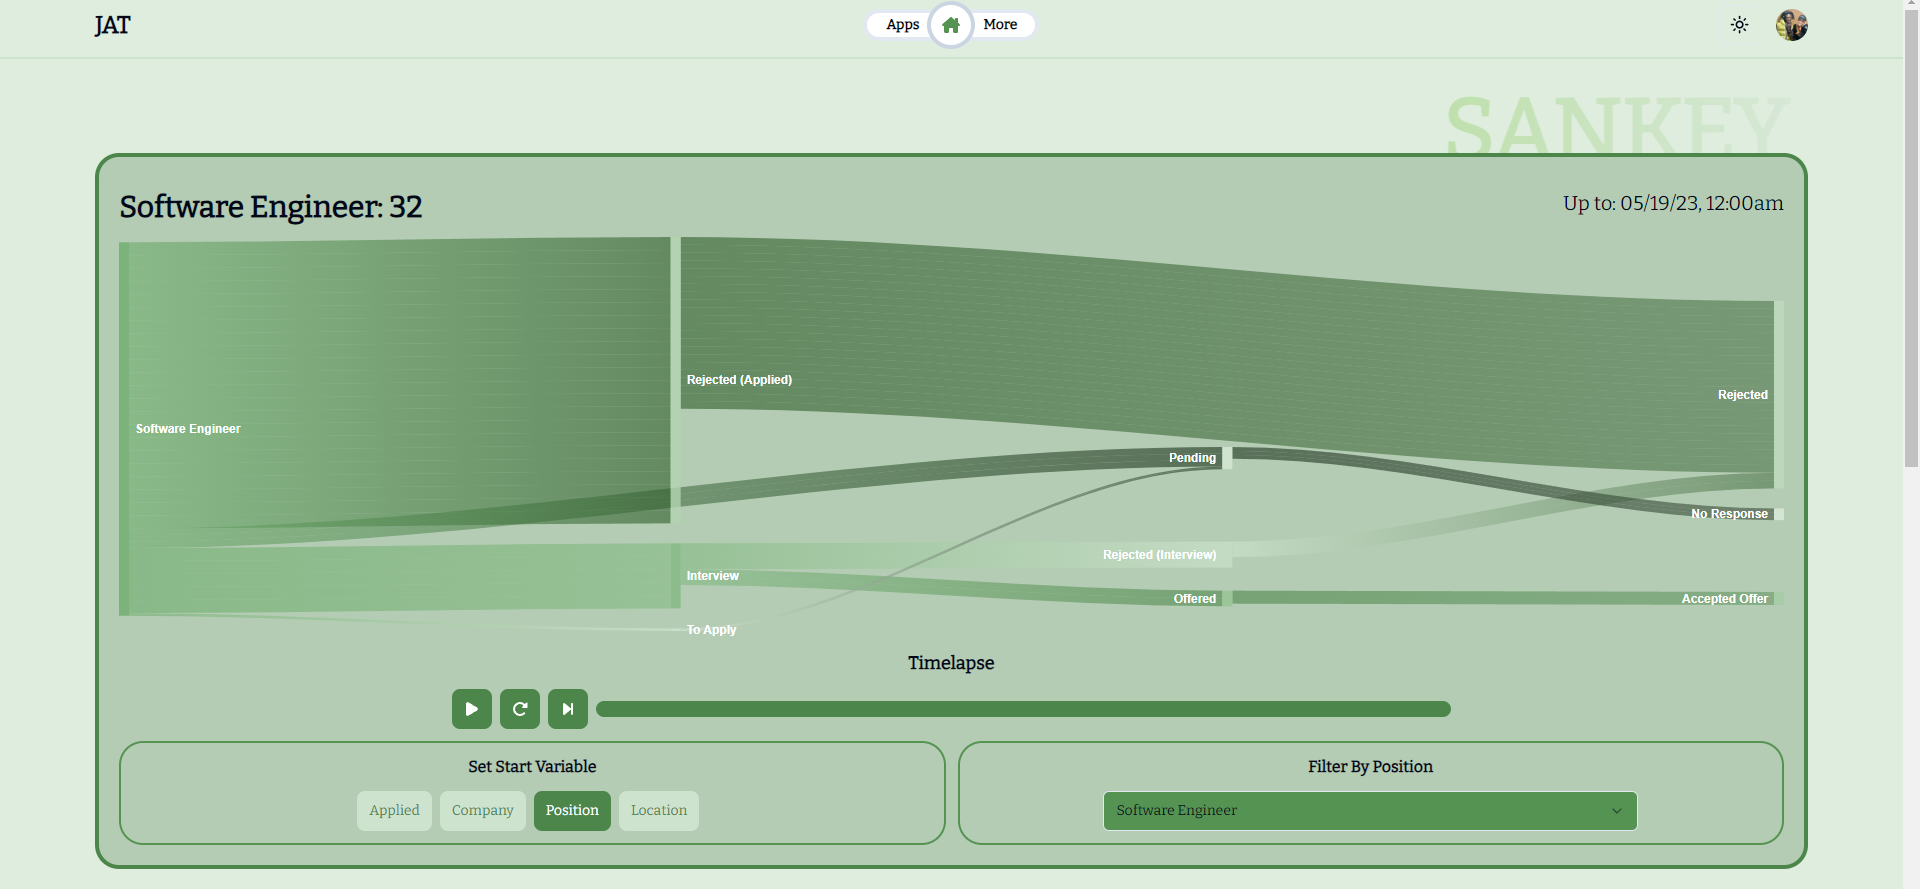 JAT
Apps
More
SANKEY
Software Engineer: 32
Up to: 05/19/23, 12:00am
Rejected (Applied)
Rejected
Software Engineer
Pending
No Response
Rejected (Interview)
Interview
Offered
Accepted Offer
To Apply
Timelapse
Set Start Variable
Applied
Company
Position
Location
Filter By Position
Software Engineer